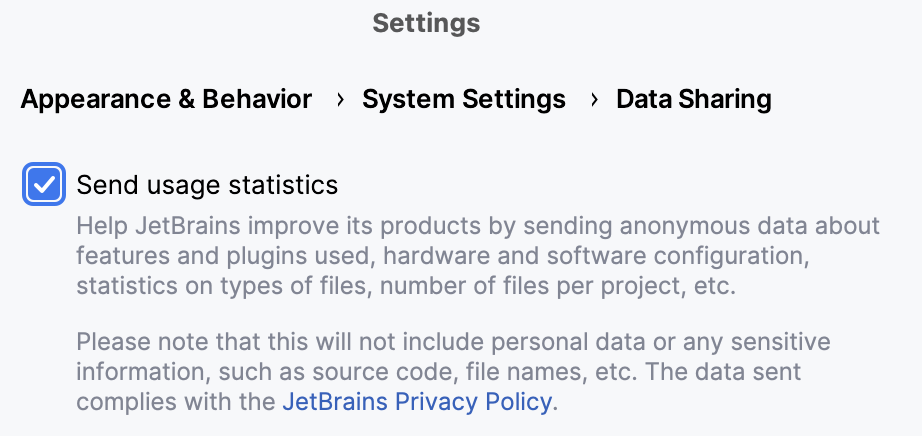 Settings
Appearance & Behavior › System Settings › Data Sharing
Send usage statistics
Help JetBrains improve its products by sending anonymous data about
features and plugins used, hardware and software configuration,
statistics on types of files, number of files per project, etc.
Please note that this will not include personal data or any sensitive
information, such as source code, file names, etc. The data sent
complies with the JetBrains Privacy Policy.